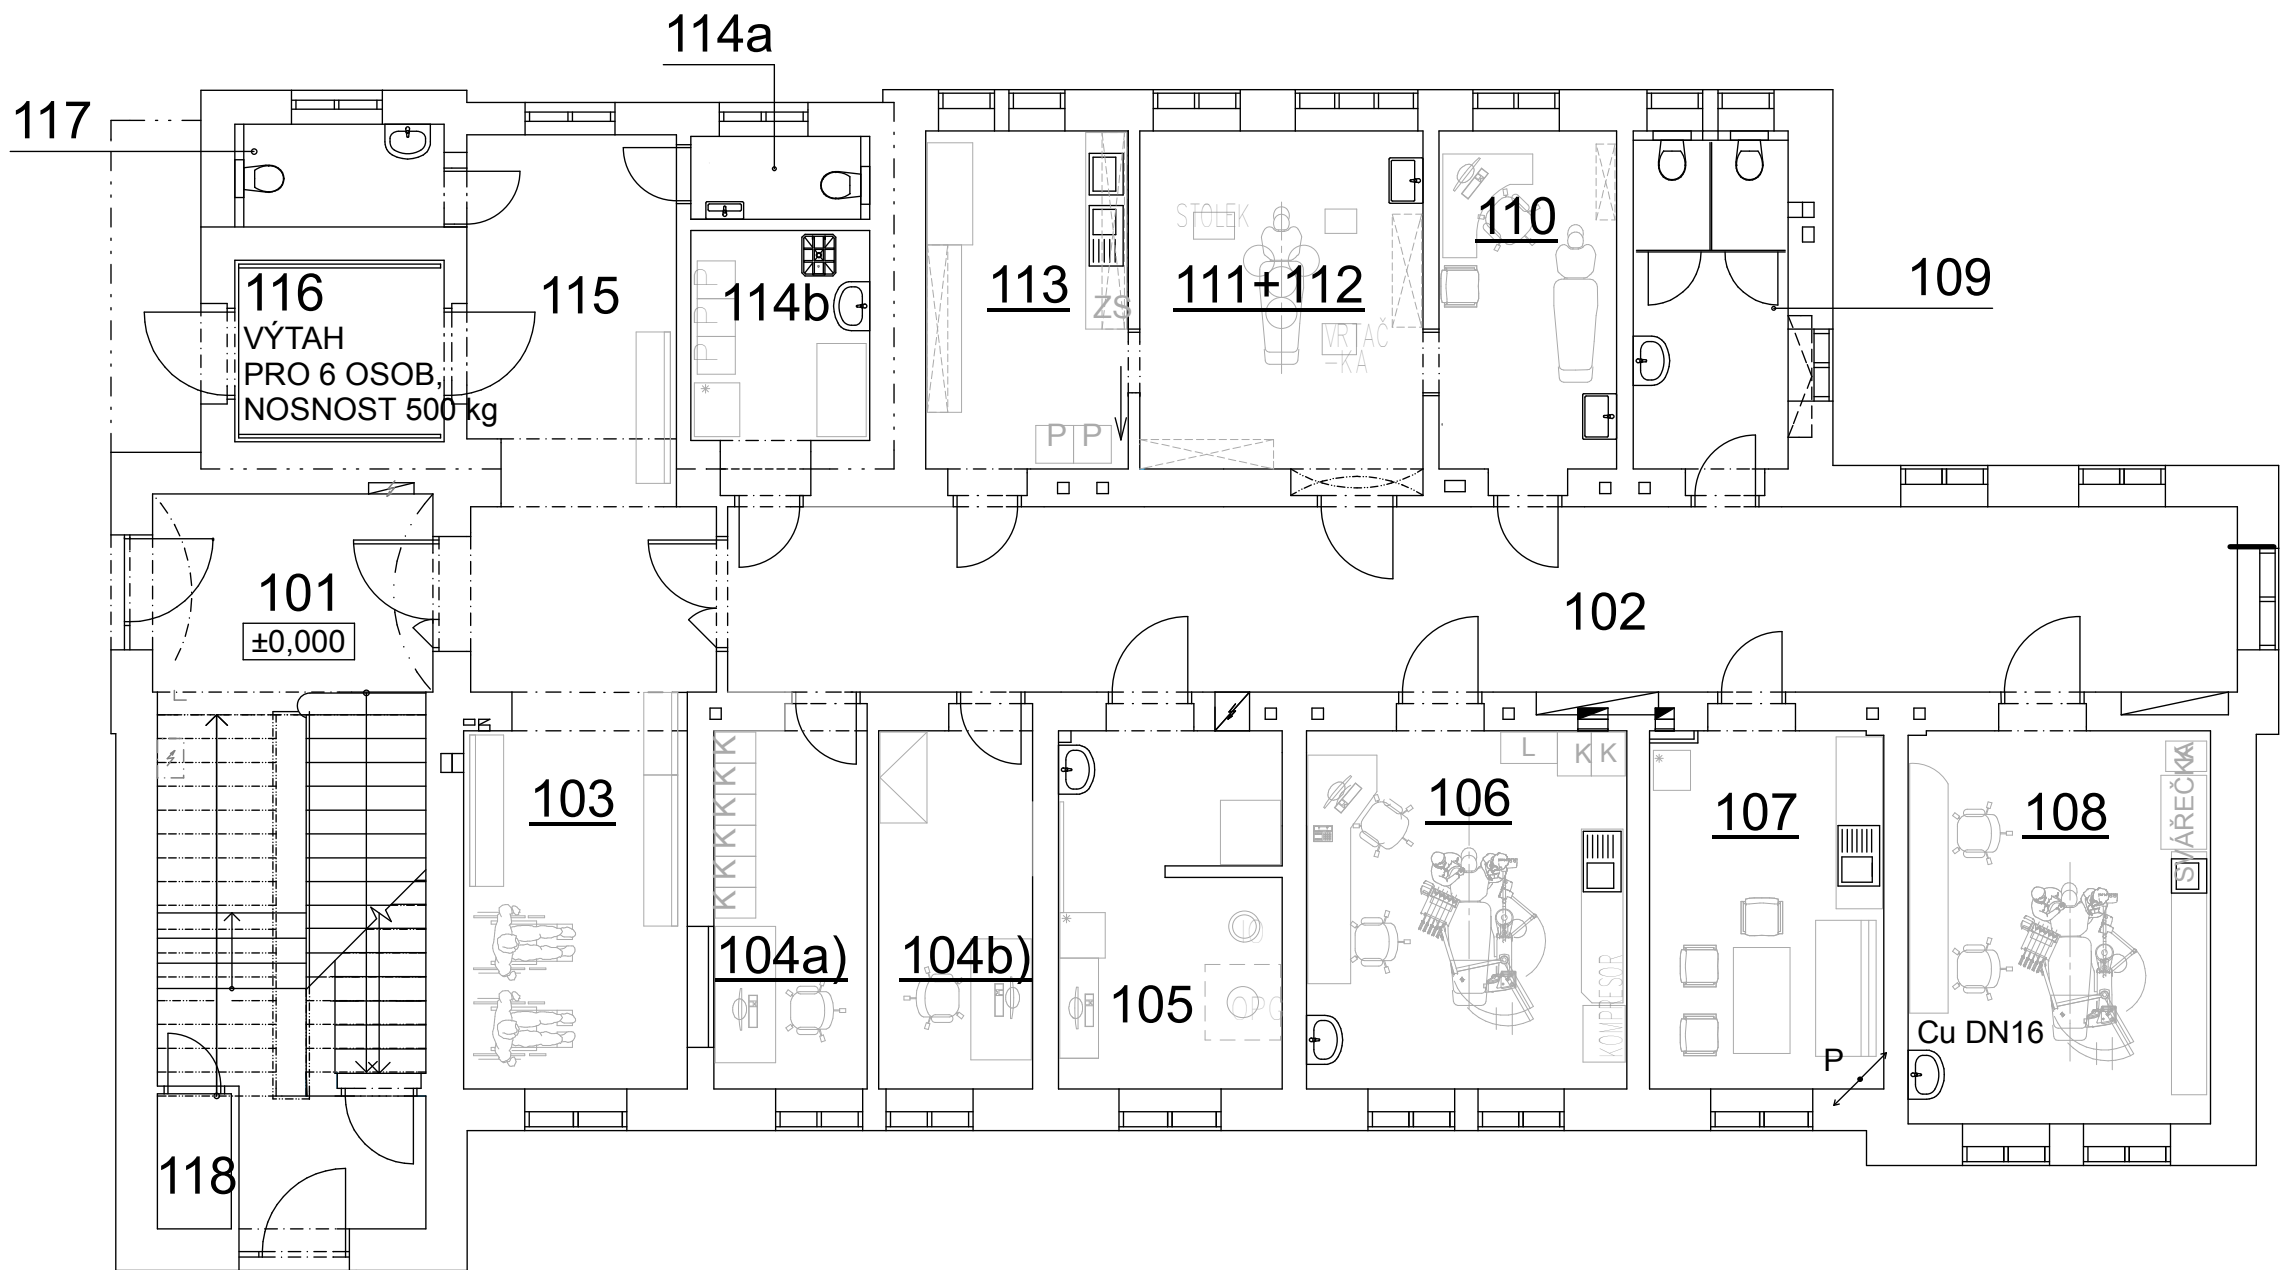 114a
117
110
STOLEK
109
116
VÝTAH
PRO 6 OSOB,
NOSNOST 500 kg
115
P
P
P
114b
113
ZS
111+112
VRTAČ
-KA
*
P P
101
±0,000
102
103
K
K
K
K
K
K
104a)
104b)
*
105
OPG
L
K K
106
KOMPRESOR
*
107
P
108
SVÁŘEČKA
Cu DN16
118